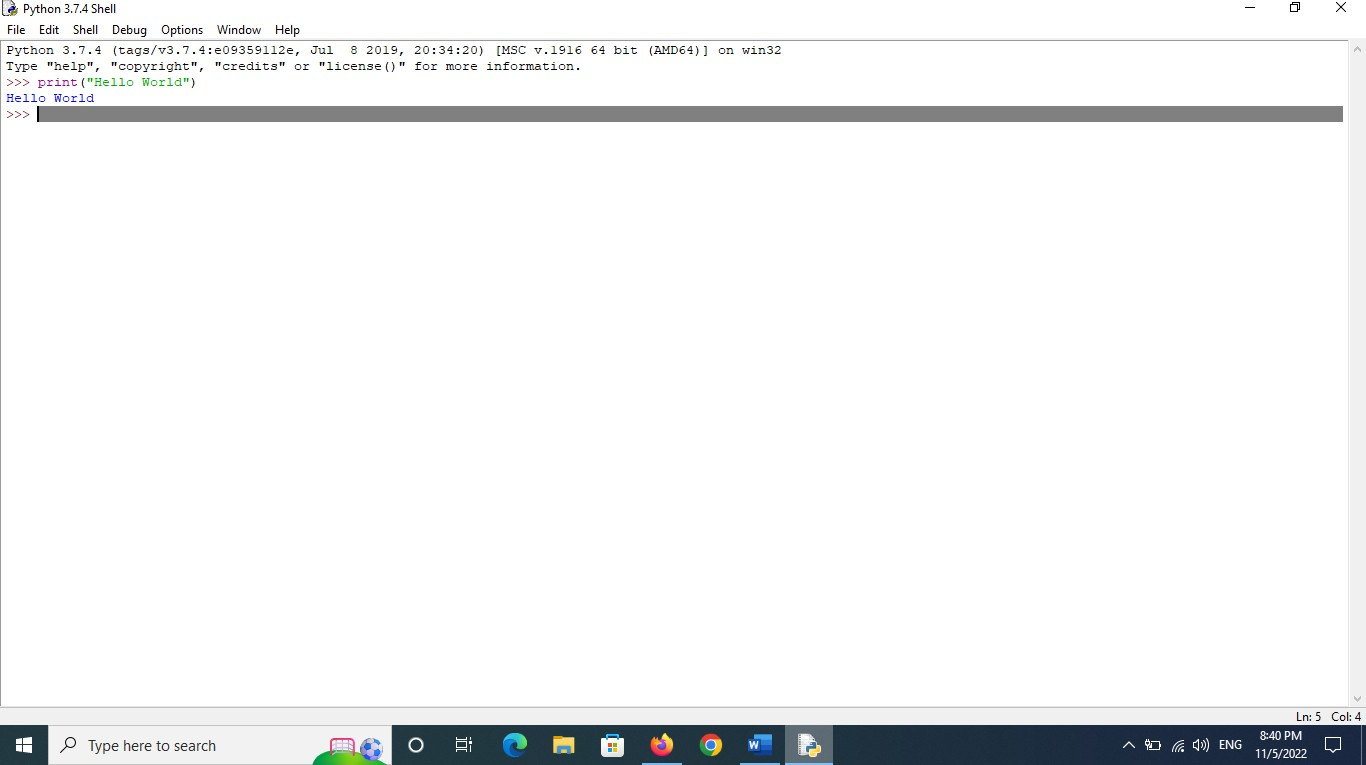 Python 3.7.4 Shell
File Edit Shell Debug Options Window Help
Python 3.7.4 (tags/v3.7.4:e09359112e, Jul  8 2019, 20:34:20) [MSC v.1916 64 bit (AMD64)] on win32
Type "help", "copyright", "credits" or "license()" for more information.
>>> print("Hello World")
Hello World
>>>
Ln: 5 Col: 4
Type here to search
W
ENG
8:40 PM
11/5/2022